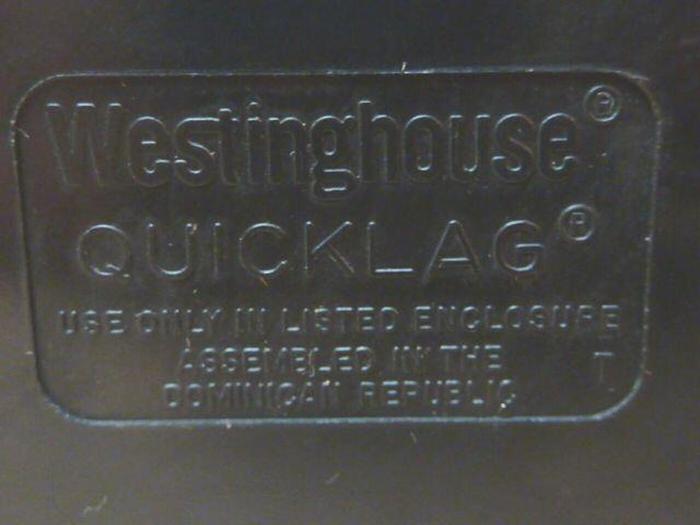 Westinghouse®
QUICKLAG®
USE ONLY IN LISTED ENCLOSURE
ASSEMBLED IN THE
DOMINICAN REPUBLIC
T